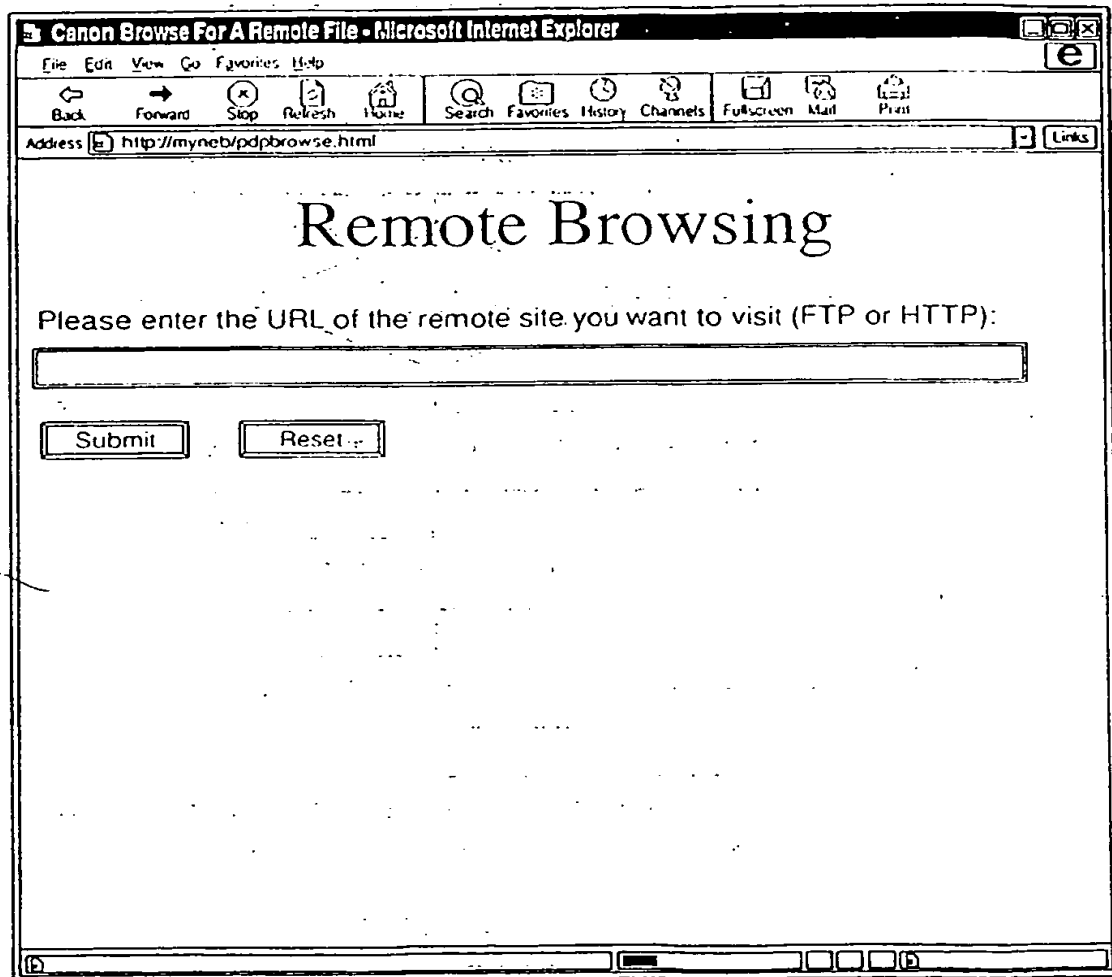 Canon Browse For A Remote File - Microsoft Internet Explorer
File Edit View Go Favorites Help
Back Forward Stop Refresh Home Search Favorites History Channels Fullscreen Mail Print
Address http://myneb/pdpbrowse.html Links
Remote Browsing
Please enter the URL of the remote site you want to visit (FTP or HTTP):
Submit Reset